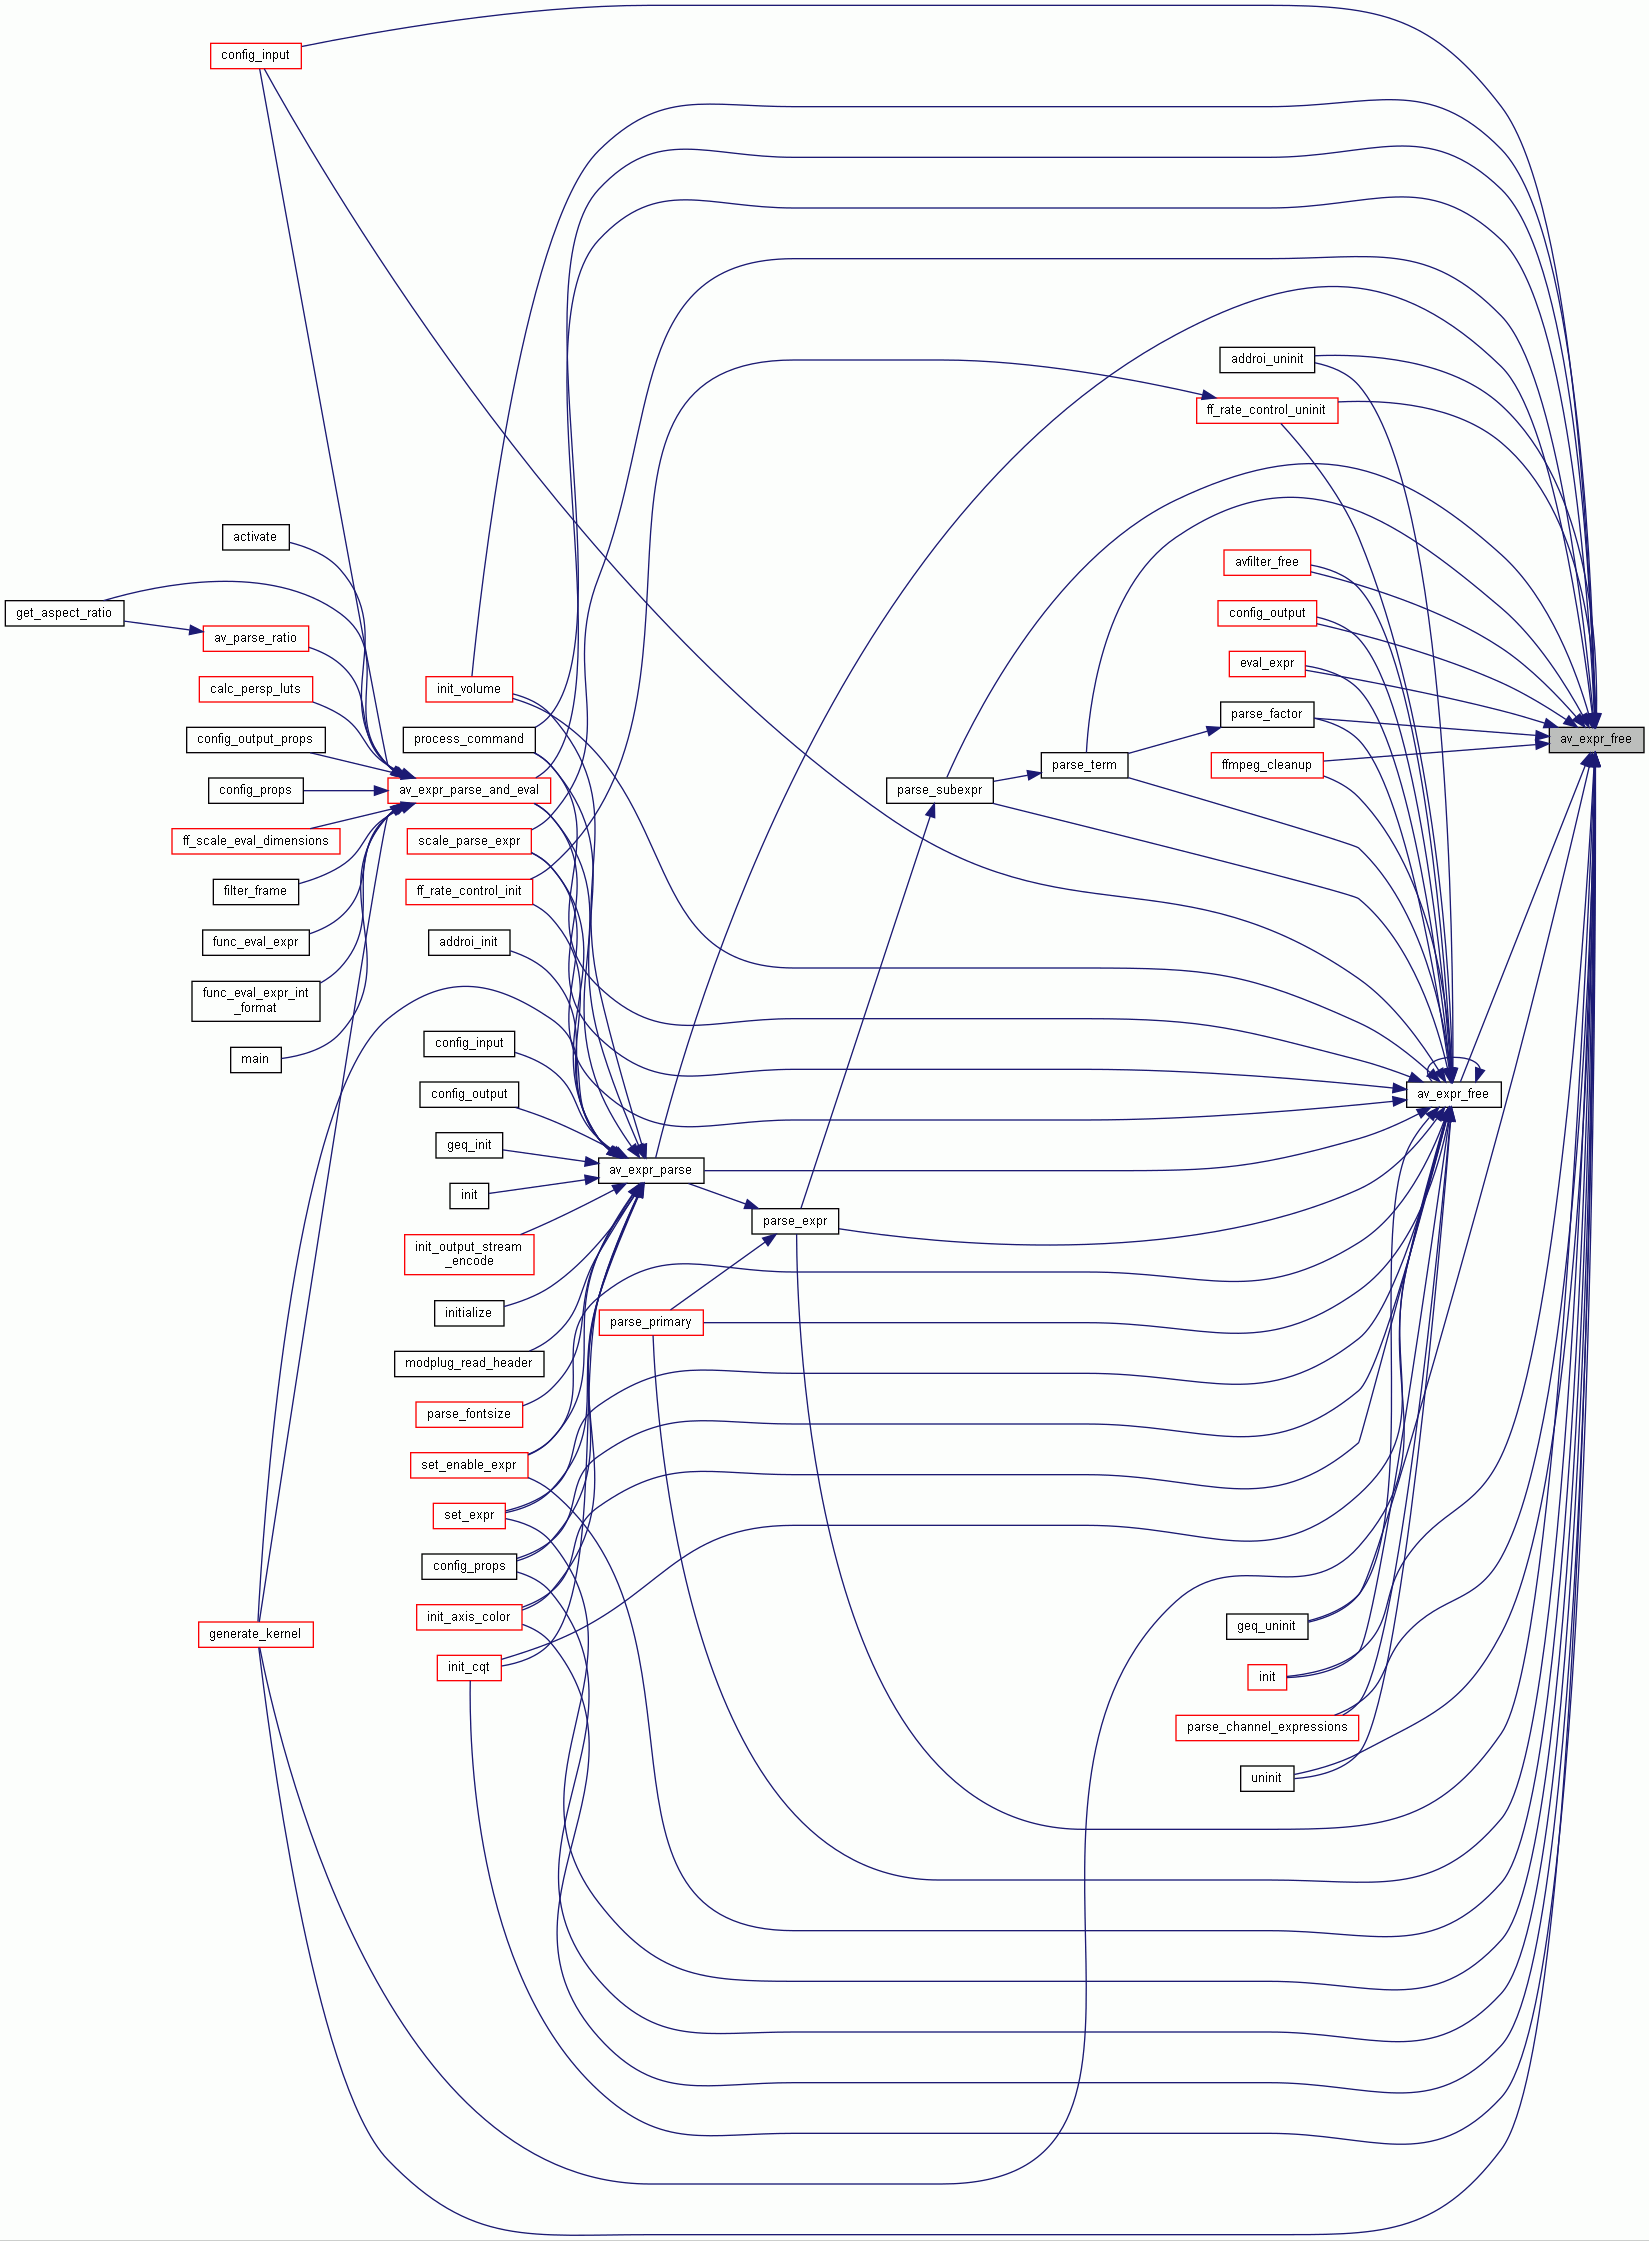 config_input
addroi_uninit
ff_rate_control_uninit
activate
avfilter_free
get_aspect_ratio
config_output
av_parse_ratio
eval_expr
calc_persp_luts
init_volume
parse_factor
config_output_props
process_command
av_expr_free
parse_term
ffmpeg_cleanup
config_props
av_expr_parse_and_eval
parse_subexpr
ff_scale_eval_dimensions
scale_parse_expr
filter_frame
ff_rate_control_init
func_eval_expr
addroi_init
func_eval_expr_int
_format
config_input
main
config_output
av_expr_free
geq_init
av_expr_parse
init
parse_expr
init_output_stream
_encode
initialize
parse_primary
modplug_read_header
parse_fontsize
set_enable_expr
set_expr
config_props
init_axis_color
geq_uninit
generate_kernel
init_cqt
init
parse_channel_expressions
uninit